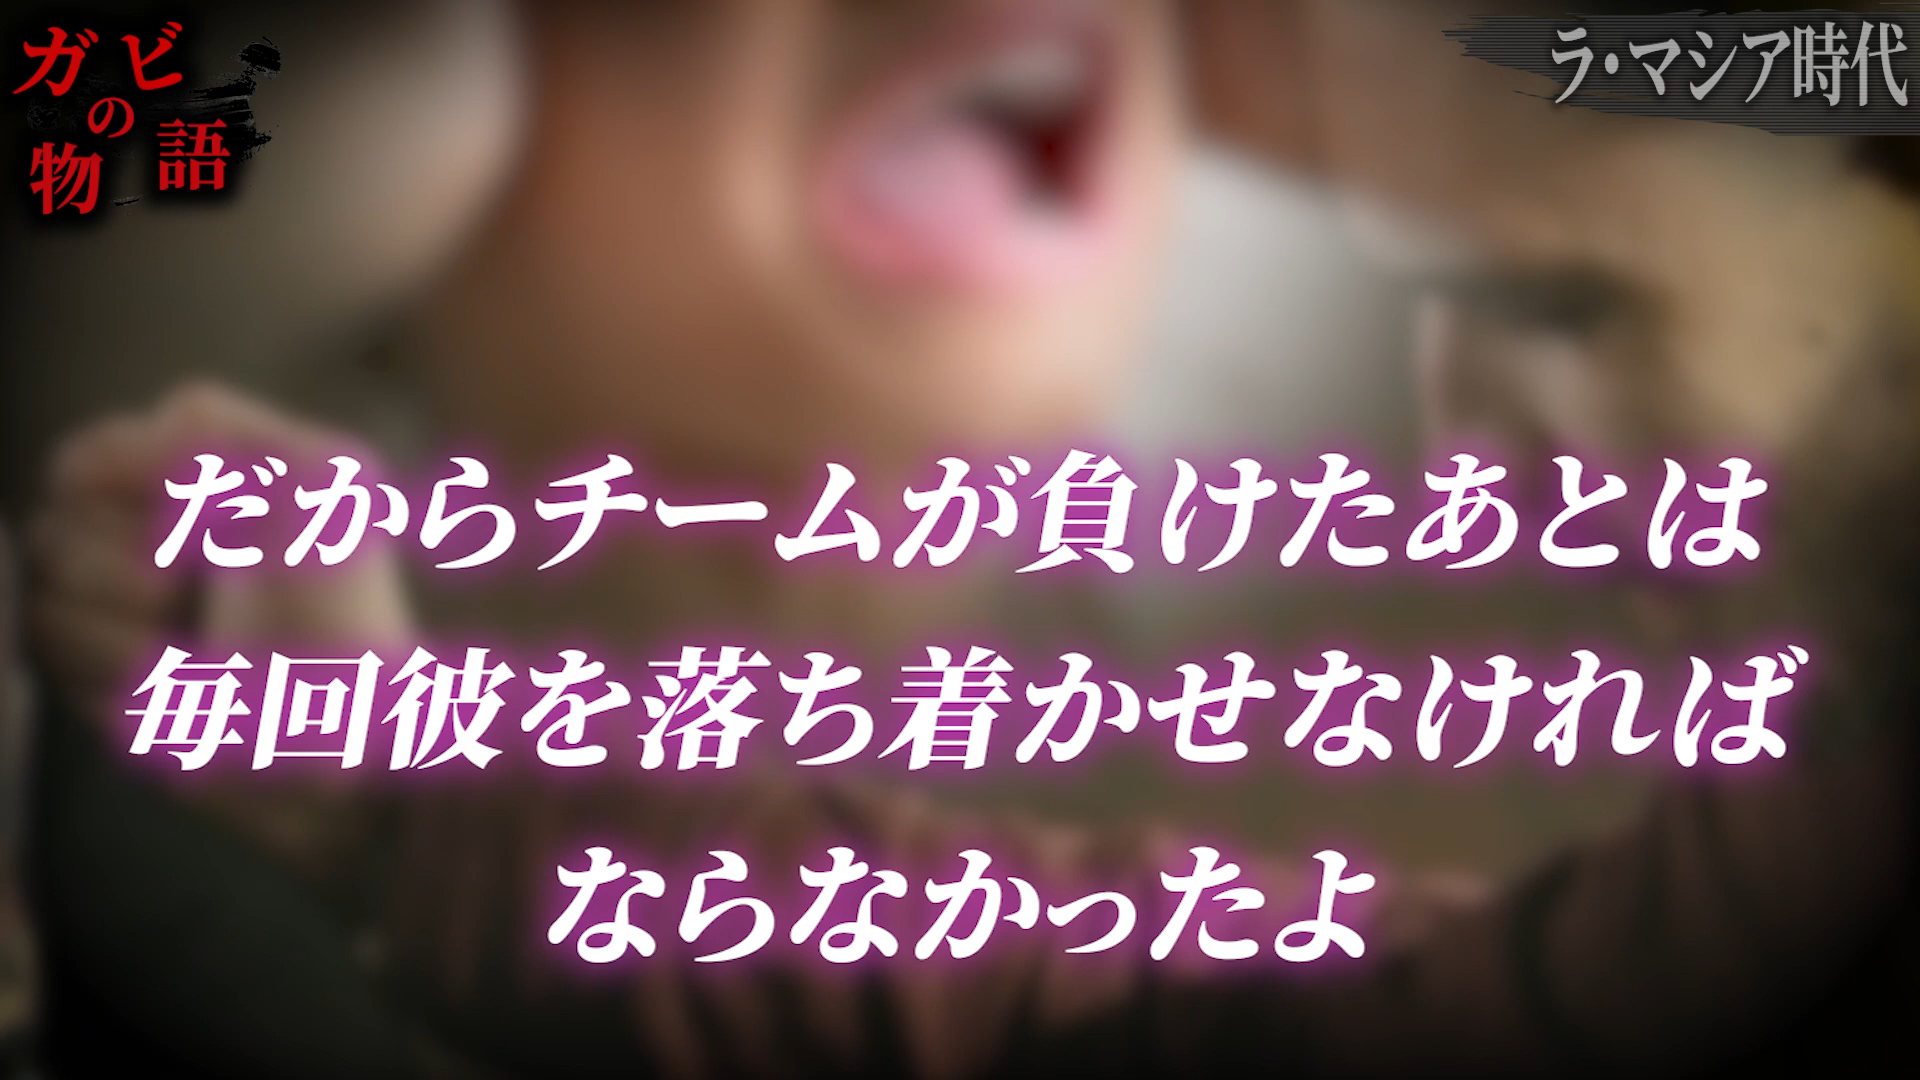 ガビの物語
ラ・マシア時代
だからチームが負けたあとは
毎回彼を落ち着かせなければ
ならなかったよ